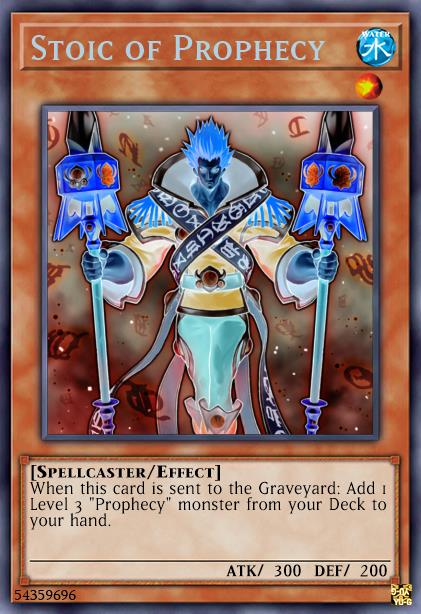 Stoic of Prophecy
WATER
水
[Spellcaster/Effect]
When this card is sent to the Graveyard: Add 1
Level 3 "Prophecy" monster from your Deck to
your hand.
ATK/ 300 DEF/ 200
54359696